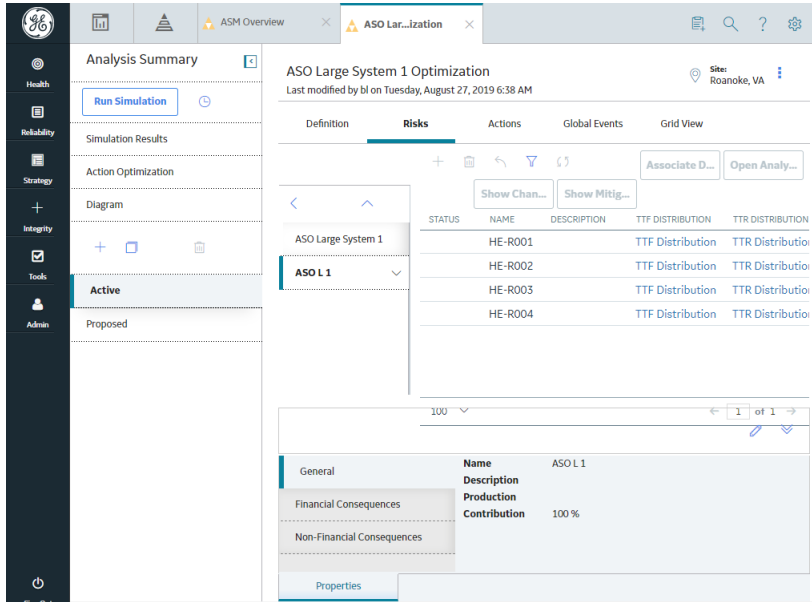 ASM Overview
ASO Lar...ization
Health
Reliability
Strategy
Integrity
Tools
Admin
Analysis Summary
Run Simulation
Simulation Results
Action Optimization
Diagram
Active
Proposed
ASO Large System 1 Optimization
Last modified by bl on Tuesday, August 27, 2019 6:38 AM
Site:
Roanoke, VA
Definition Risks Actions Global Events Grid View
Associate D... Open Analy...
Show Chan... Show Mitig...
ASO Large System 1
ASO L 1
STATUS NAME DESCRIPTION TTF DISTRIBUTION TTR DISTRIBUTION
HE-R001 TTF Distribution TTR Distributio
HE-R002 TTF Distribution TTR Distributio
HE-R003 TTF Distribution TTR Distributio
HE-R004 TTF Distribution TTR Distributio
100 1 of 1
General
Financial Consequences
Non-Financial Consequences
Name ASO L 1
Description
Production
Contribution 100 %
Properties